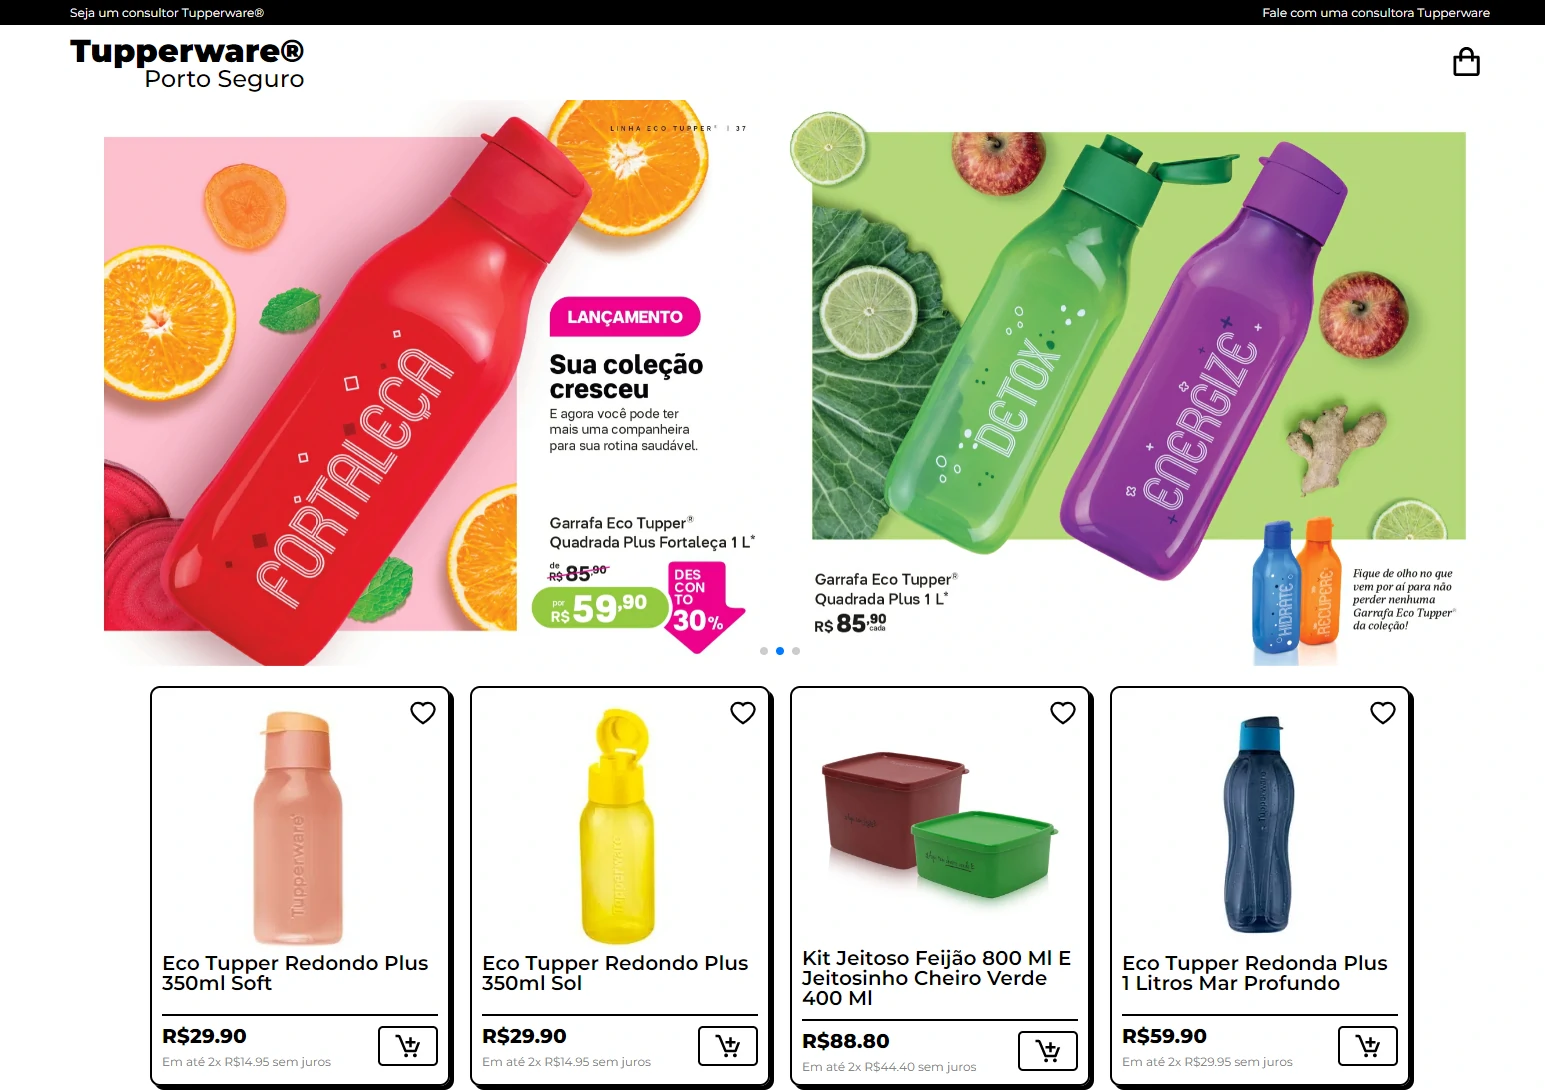 Seja um consultor Tupperware®
Fale com uma consultora Tupperware
Tupperware®
Porto Seguro
LINHA ECO TUPPER® | 37
FORTALEÇA
LANÇAMENTO
Sua coleção
cresceu
E agora você pode ter
mais uma companheira
para sua rotina saudável.
Garrafa Eco Tupper®
Quadrada Plus Fortaleça 1 L*
de
R$ 85,90
por
R$ 59,90
DES
CON
TO
30%
DETOX
ENERGIZE
Garrafa Eco Tupper®
Quadrada Plus 1 L*
R$ 85,90
cada
HIDRATE
RECUPERE
Fique de olho no que
vem por aí para não
perder nenhuma
Garrafa Eco Tupper®
da coleção!
Tupperware
Eco Tupper Redondo Plus
350ml Soft
R$29.90
Em até 2x R$14.95 sem juros
Tupperware
Eco Tupper Redondo Plus
350ml Sol
R$29.90
Em até 2x R$14.95 sem juros
Kit Jeitoso Feijão 800 Ml E
Jeitosinho Cheiro Verde
400 Ml
R$88.80
Em até 2x R$44.40 sem juros
Tupperware
Eco Tupper Redonda Plus
1 Litros Mar Profundo
R$59.90
Em até 2x R$29.95 sem juros